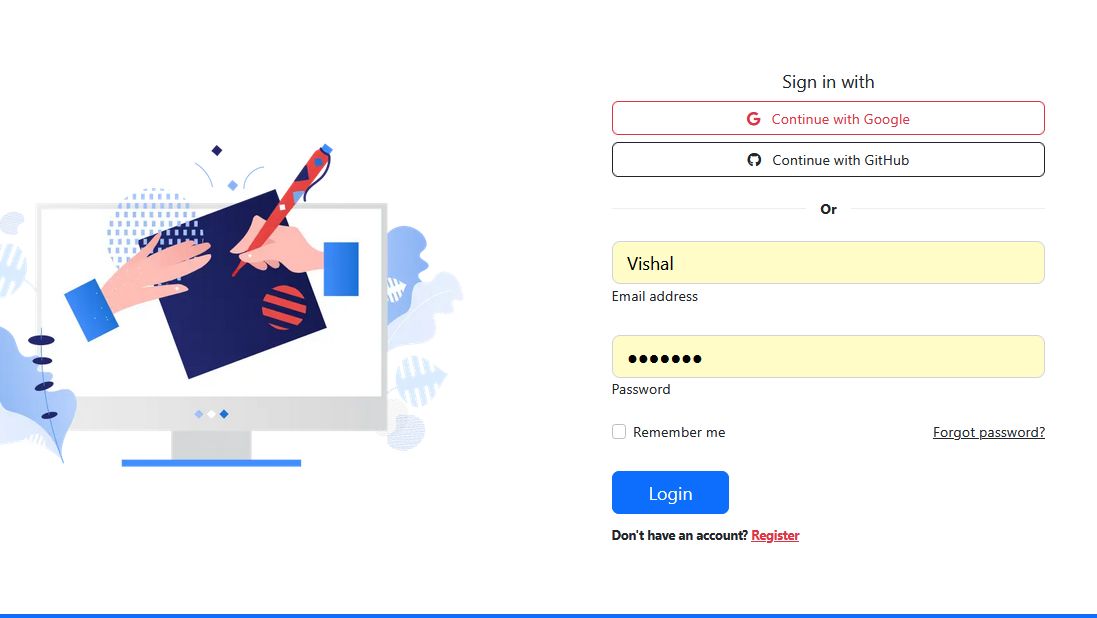 Sign in with
Continue with Google
Continue with GitHub
Or
Vishal
Email address
●●●●●●●
Password
Remember me
Forgot password?
Login
Don't have an account? Register